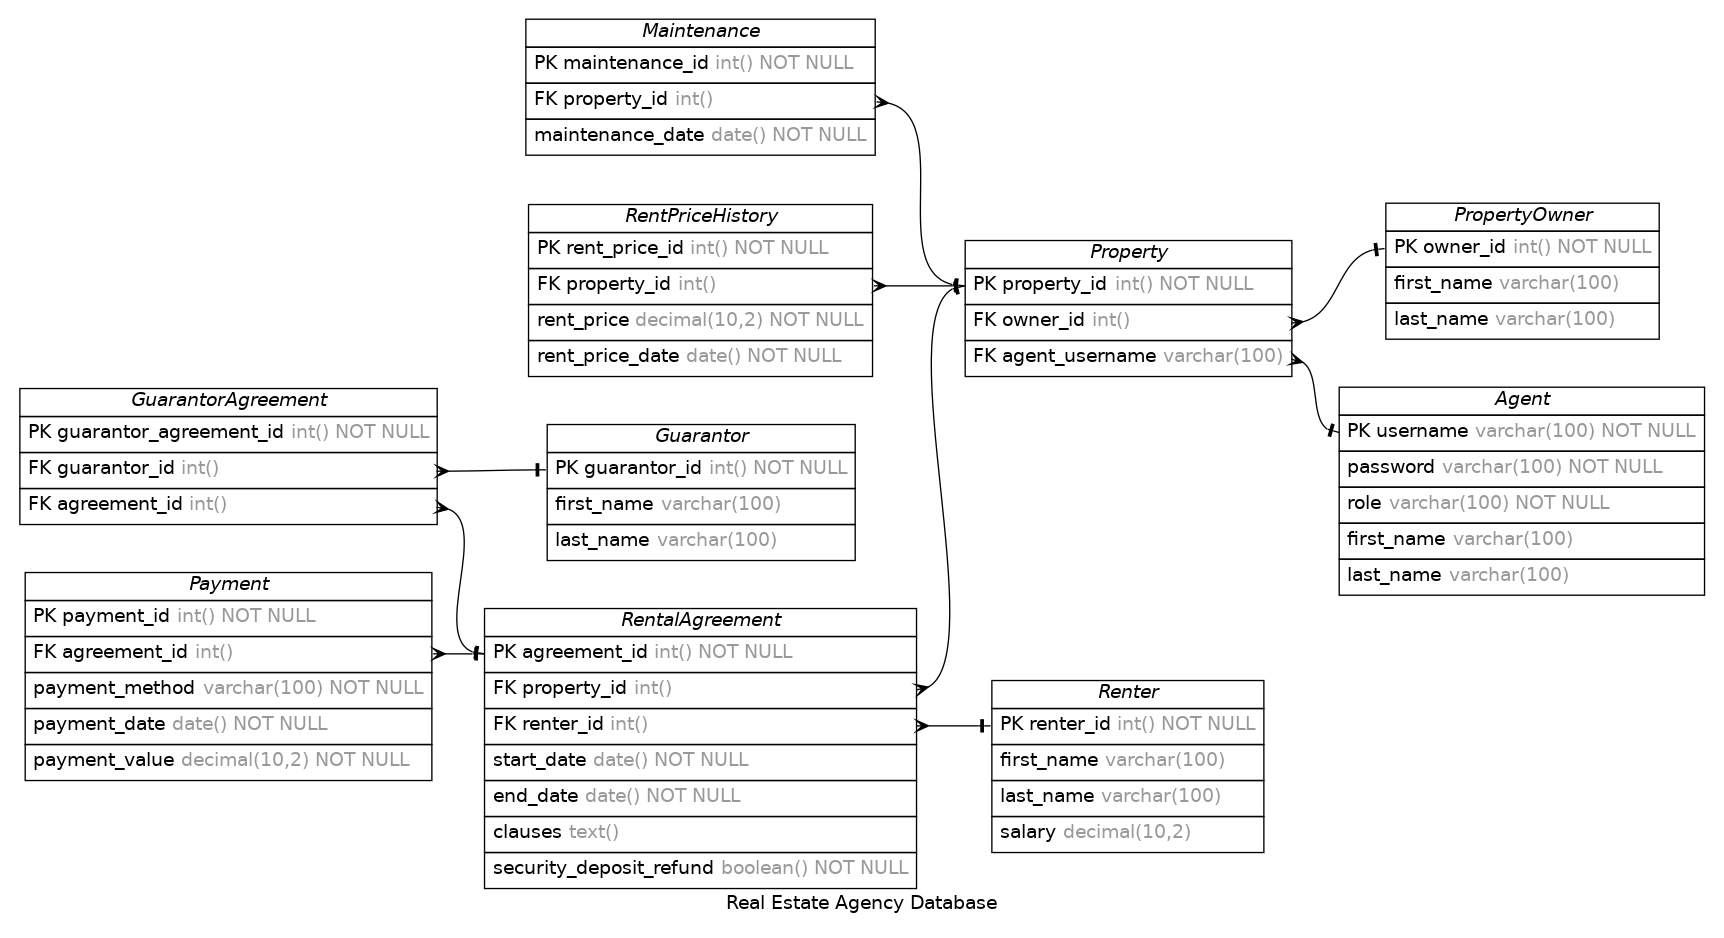 Maintenance
PK maintenance_id int() NOT NULL
FK property_id int()
maintenance_date date() NOT NULL
RentPriceHistory
PK rent_price_id int() NOT NULL
FK property_id int()
rent_price decimal(10,2) NOT NULL
rent_price_date date() NOT NULL
Property
PK property_id int() NOT NULL
FK owner_id int()
FK agent_username varchar(100)
PropertyOwner
PK owner_id int() NOT NULL
first_name varchar(100)
last_name varchar(100)
GuarantorAgreement
PK guarantor_agreement_id int() NOT NULL
FK guarantor_id int()
FK agreement_id int()
Guarantor
PK guarantor_id int() NOT NULL
first_name varchar(100)
last_name varchar(100)
Agent
PK username varchar(100) NOT NULL
password varchar(100) NOT NULL
role varchar(100) NOT NULL
first_name varchar(100)
last_name varchar(100)
Payment
PK payment_id int() NOT NULL
FK agreement_id int()
payment_method varchar(100) NOT NULL
payment_date date() NOT NULL
payment_value decimal(10,2) NOT NULL
RentalAgreement
PK agreement_id int() NOT NULL
FK property_id int()
FK renter_id int()
start_date date() NOT NULL
end_date date() NOT NULL
clauses text()
security_deposit_refund boolean() NOT NULL
Renter
PK renter_id int() NOT NULL
first_name varchar(100)
last_name varchar(100)
salary decimal(10,2)
Real Estate Agency Database